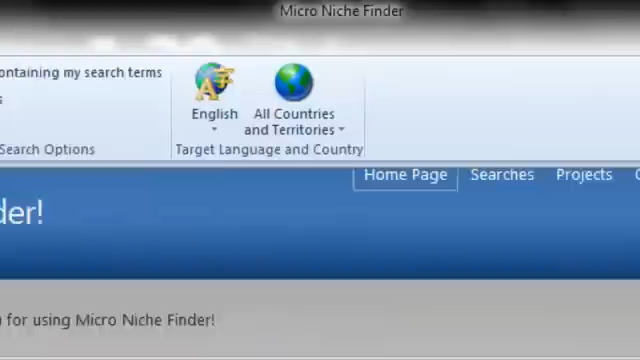 Micro Niche Finder
ontaining my search terms
s
English
All Countries
and Territories
Search Options
Target Language and Country
Home Page
Searches
Projects
der!
for using Micro Niche Finder!